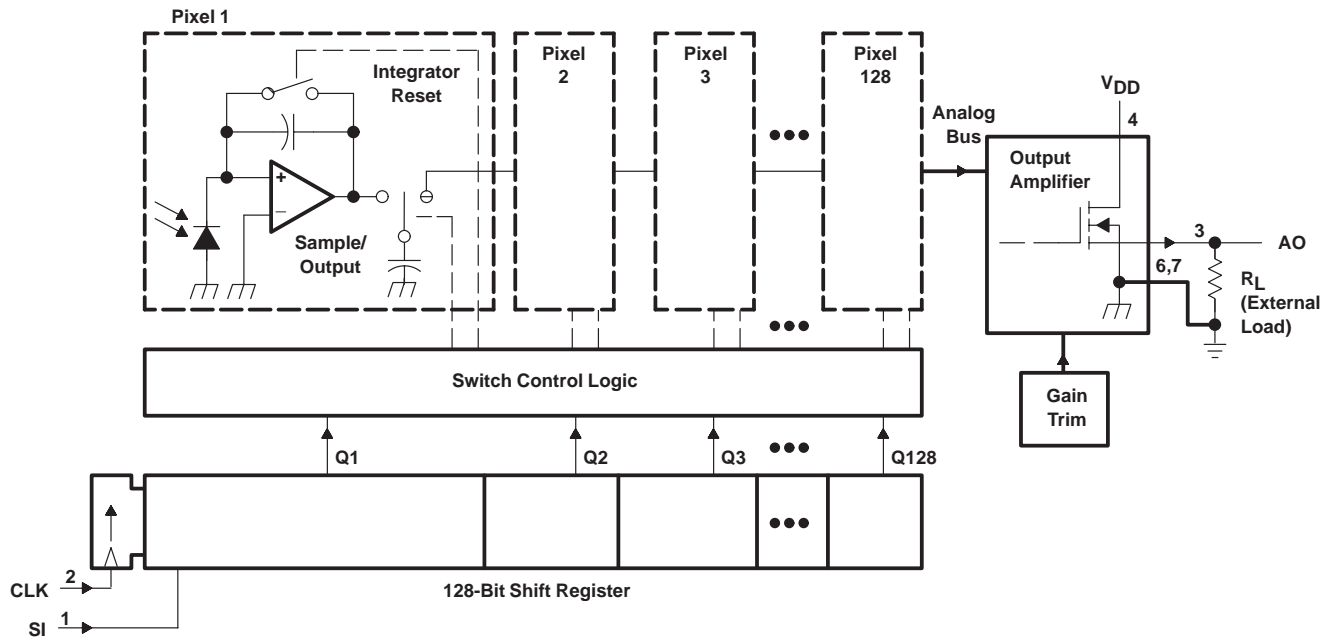 Pixel 1
Integrator
Reset
+
–
Sample/
Output
Pixel
2
Pixel
3
Pixel
128
Analog
Bus
VDD
4
Output
Amplifier
3
AO
6,7
RL
(External
Load)
Gain
Trim
Switch Control Logic
Q1
Q2
Q3
Q128
CLK
2
SI
1
128-Bit Shift Register